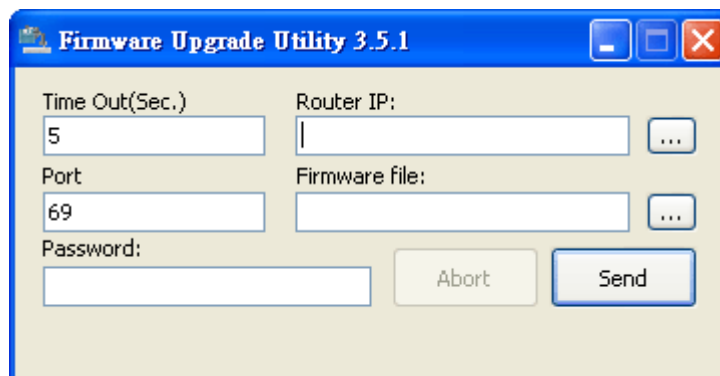 Firmware Upgrade Utility 3.5.1
Time Out(Sec.) Router IP:
5
...
Port Firmware file:
69
...
Password:
Abort Send